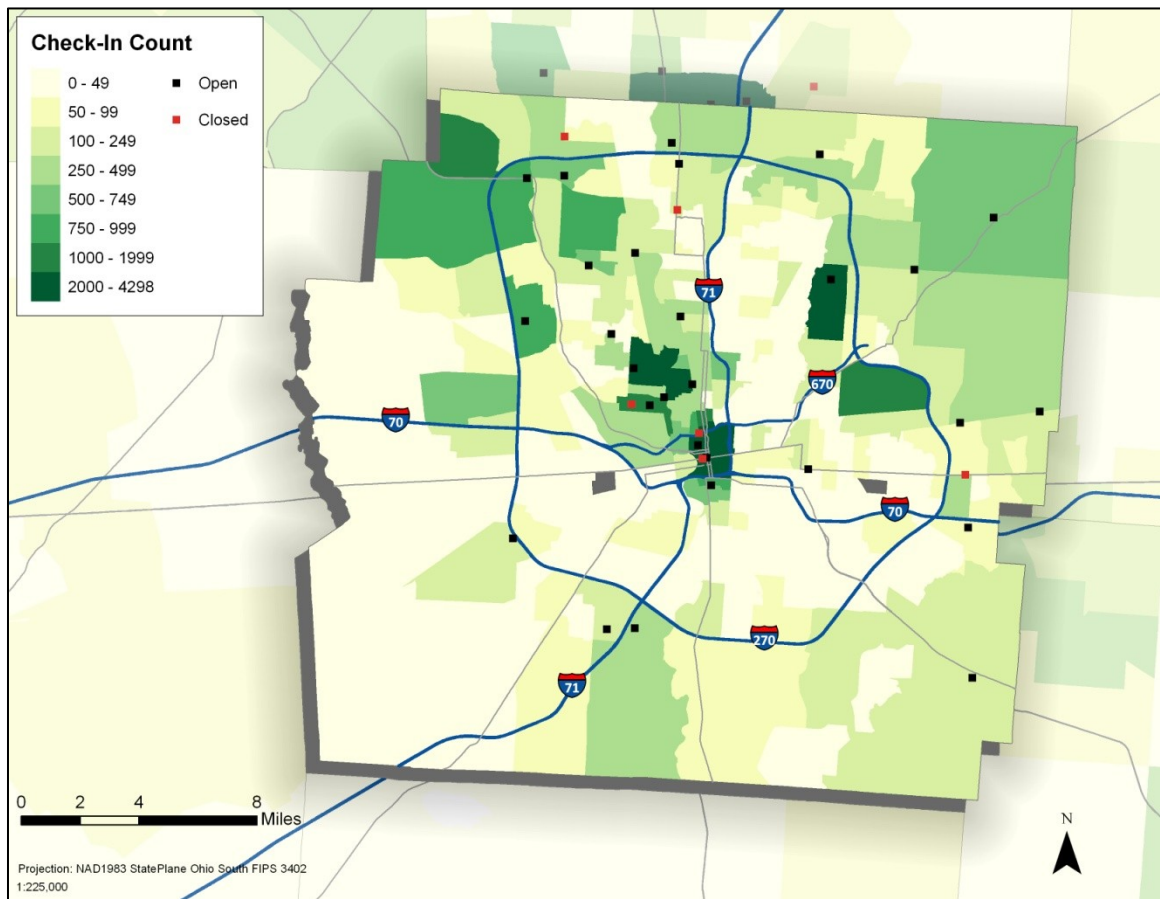 Check-In Count
0 - 49
50 - 99
100 - 249
250 - 499
500 - 749
750 - 999
1000 - 1999
2000 - 4298
Open
Closed
71
670
70
70
270
71
0 2 4 8
Miles
N
Projection: NAD1983 StatePlane Ohio South FIPS 3402
1:225,000